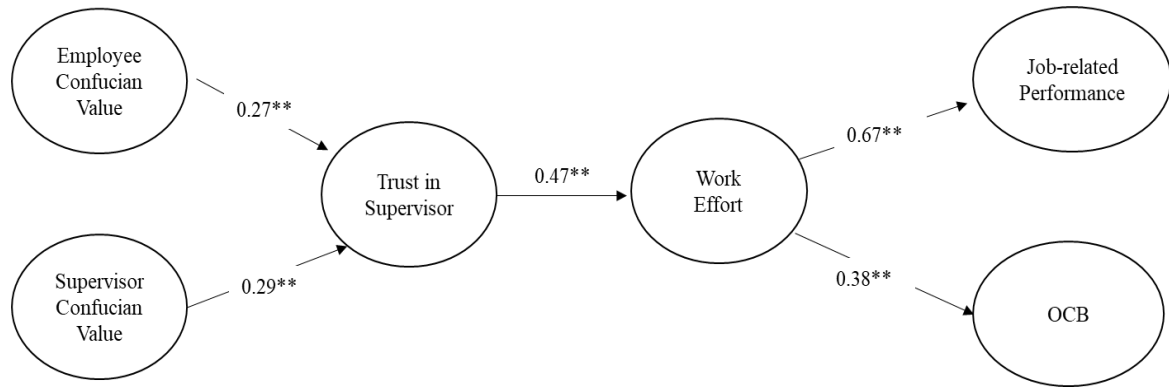 Employee
Confucian
Value
0.27**
Supervisor
Confucian
Value
0.29**
Trust in
Supervisor
0.47**
Work
Effort
0.67**
Job-related
Performance
0.38**
OCB